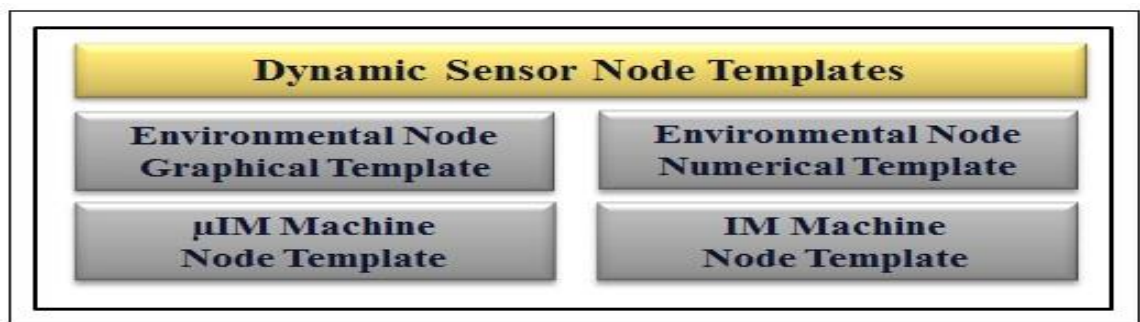 Dynamic Sensor Node Templates
Environmental Node
Graphical Template
Environmental Node
Numerical Template
µIM Machine
Node Template
IM Machine
Node Template